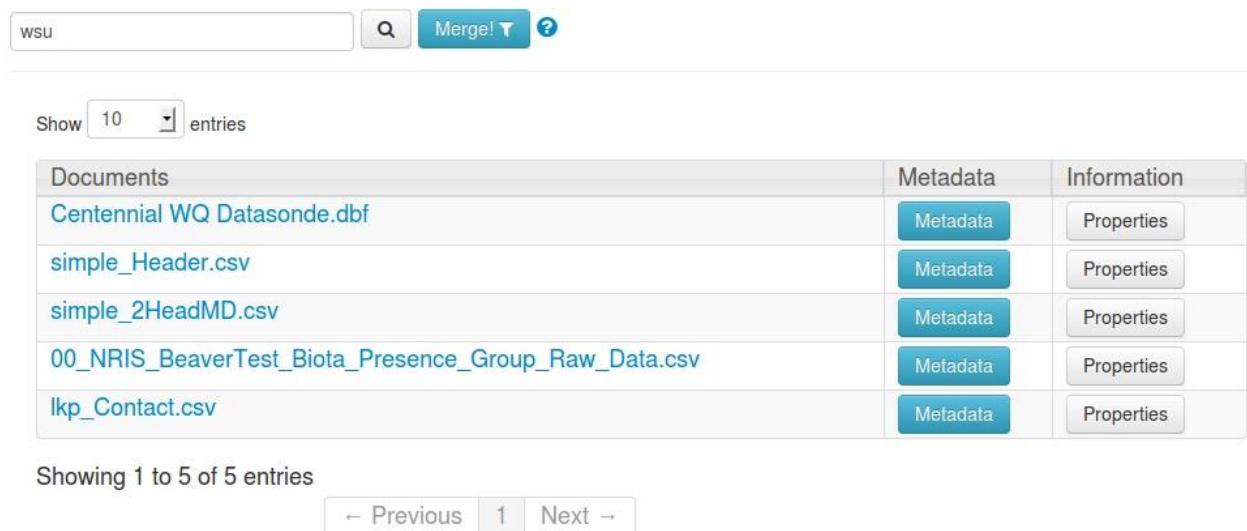 wsu Merge! ?
Show 10 entries
Documents Metadata Information
Centennial WQ Datasonde.dbf Metadata Properties
simple_Header.csv Metadata Properties
simple_2HeadMD.csv Metadata Properties
00_NRIS_BeaverTest_Biota_Presence_Group_Raw_Data.csv Metadata Properties
lkp_Contact.csv Metadata Properties
Showing 1 to 5 of 5 entries
← Previous 1 Next →